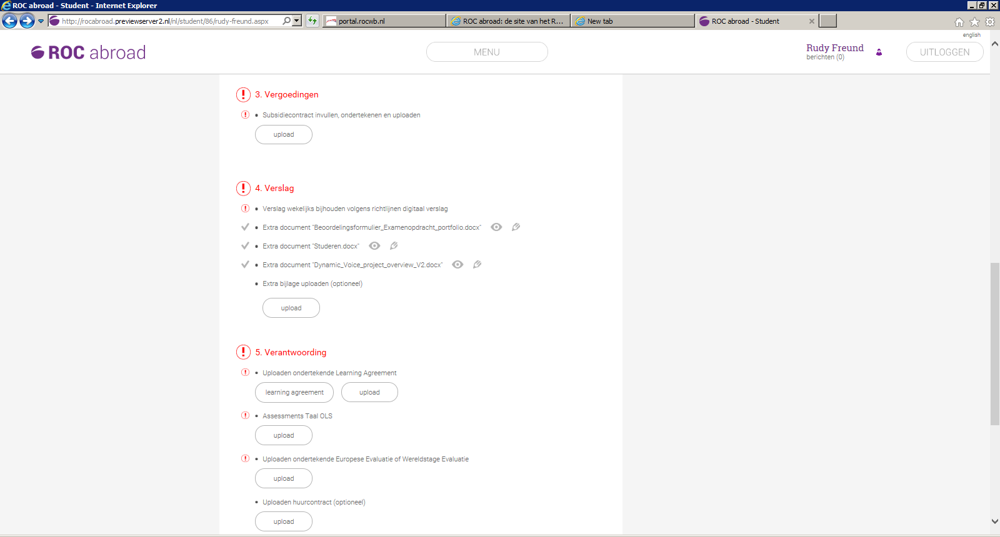 ROC abroad - Student - Internet Explorer
http://rocabroad.previewserver2.nl/nl/student/86/rudy-freund.aspx
portal.rocwb.nl
ROC abroad: de site van het R...
New tab
ROC abroad - Student
english
ROC abroad
MENU
Rudy Freund
berichten (0)
UITLOGGEN
3. Vergoedingen
Subsidiecontract invullen, ondertekenen en uploaden
upload
4. Verslag
Verslag wekelijks bijhouden volgens richtlijnen digitaal verslag
Extra document "Beoordelingsformulier_Examenopdracht_portfolio.docx"
Extra document "Studeren.docx"
Extra document "Dynamic_Voice_project_overview_V2.docx"
Extra bijlage uploaden (optioneel)
upload
5. Verantwoording
Uploaden ondertekende Learning Agreement
learning agreement
upload
Assessments Taal OLS
upload
Uploaden ondertekende Europese Evaluatie of Wereldstage Evaluatie
upload
Uploaden huurcontract (optioneel)
upload